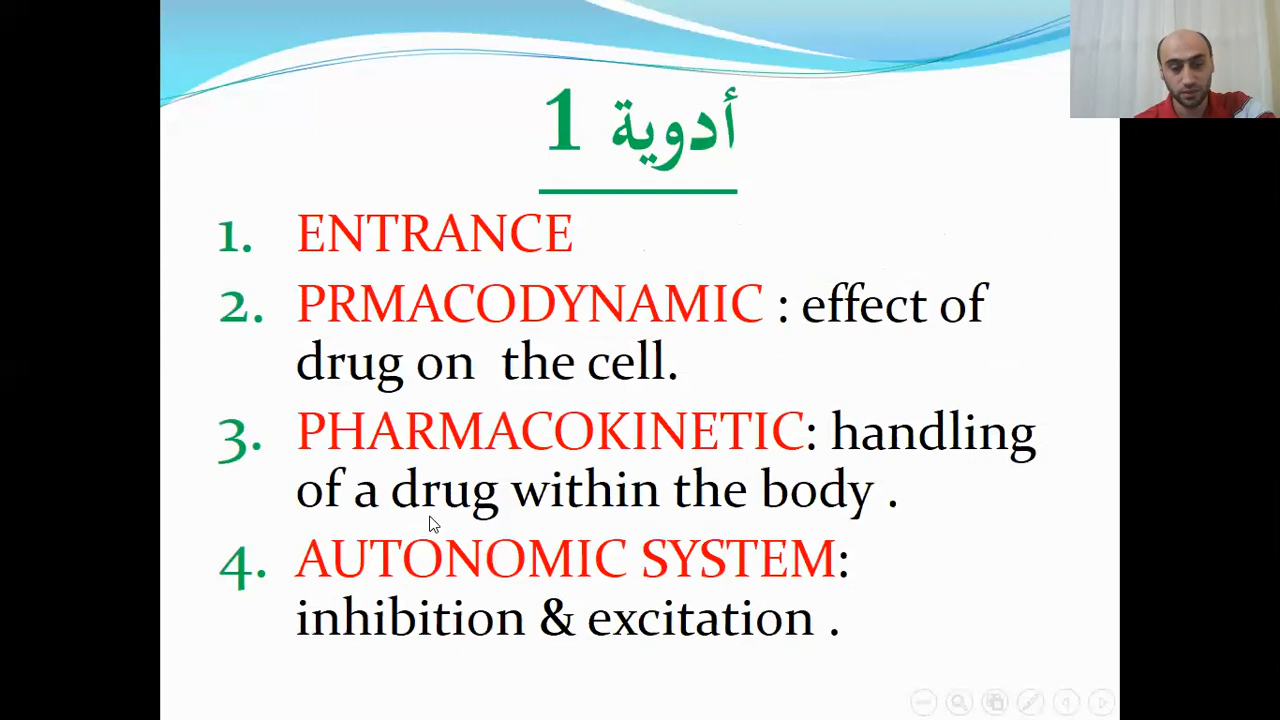 أدوية 1
1. ENTRANCE
2. PRMACODYNAMIC : effect of
drug on the cell.
3. PHARMACOKINETIC: handling
of a drug within the body .
4. AUTONOMIC SYSTEM:
inhibition & excitation .